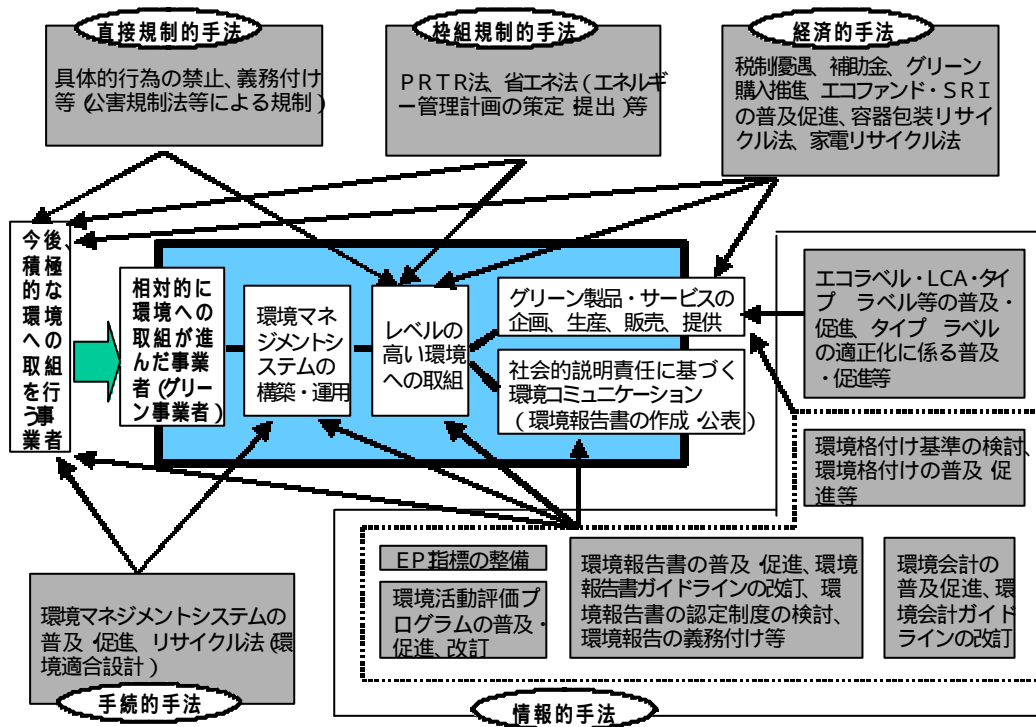 直接規制的手法
具体的行為の禁止、義務付け
等(公害規制法等による規制)
枠組規制的手法
PRTR法、省エネ法(エネルギ
ー管理計画の策定・提出)等
経済的手法
税制優遇、補助金、グリーン
購入推進、エコファンド・SRI
の普及促進、容器包装リサイ
クル法、家電リサイクル法
今後、
積極
的な
環境
への
取組
を行
う事
業者
相対的に
環境への
取組が進
んだ事業
者(グリー
ン事業者)
環境マネ
ジメントシ
ステムの
構築・運用
レベルの
高い環境
への取組
グリーン製品・サービスの
企画、生産、販売、提供
社会的説明責任に基づく
環境コミュニケーション
(環境報告書の作成・公表)
エコラベル・LCA・タイ
プ ラベル等の普及・
促進、タイプ ラベル
の適正化に係る普及
・促進等
環境格付け基準の検討、
環境格付けの普及・促
進等
EP指標の整備
環境活動評価プ
ログラムの普及・
促進、改訂
環境報告書の普及・促進、環境
報告書ガイドラインの改訂、環
境報告書の認定制度の検討、
環境報告の義務付け等
環境会計の
普及促進、環
境会計ガイド
ラインの改訂
環境マネジメントシステムの
普及・促進、リサイクル法(環
境適合設計)
手続的手法
情報的手法